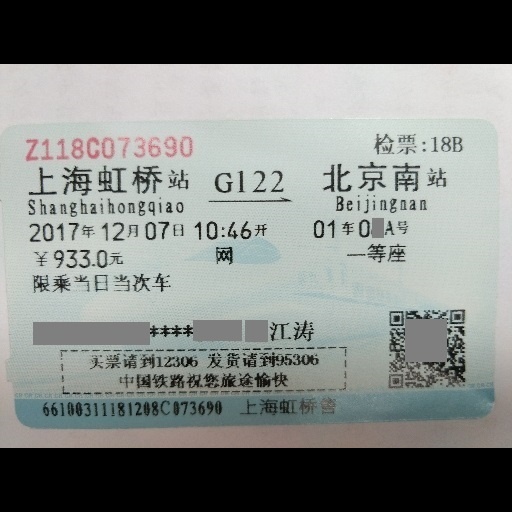 Z118C073690 检票:18B
上海虹桥站 G122 北京南站
Shanghaihongqiao Beijingnan
2017年12月07日 10:46开 01车0 A号
¥933.0元 网 一等座
限乘当日当次车
**** 江涛
买票请到12306 发货请到95306
中国铁路祝您旅途愉快
66100311181208C073690 上海虹桥售